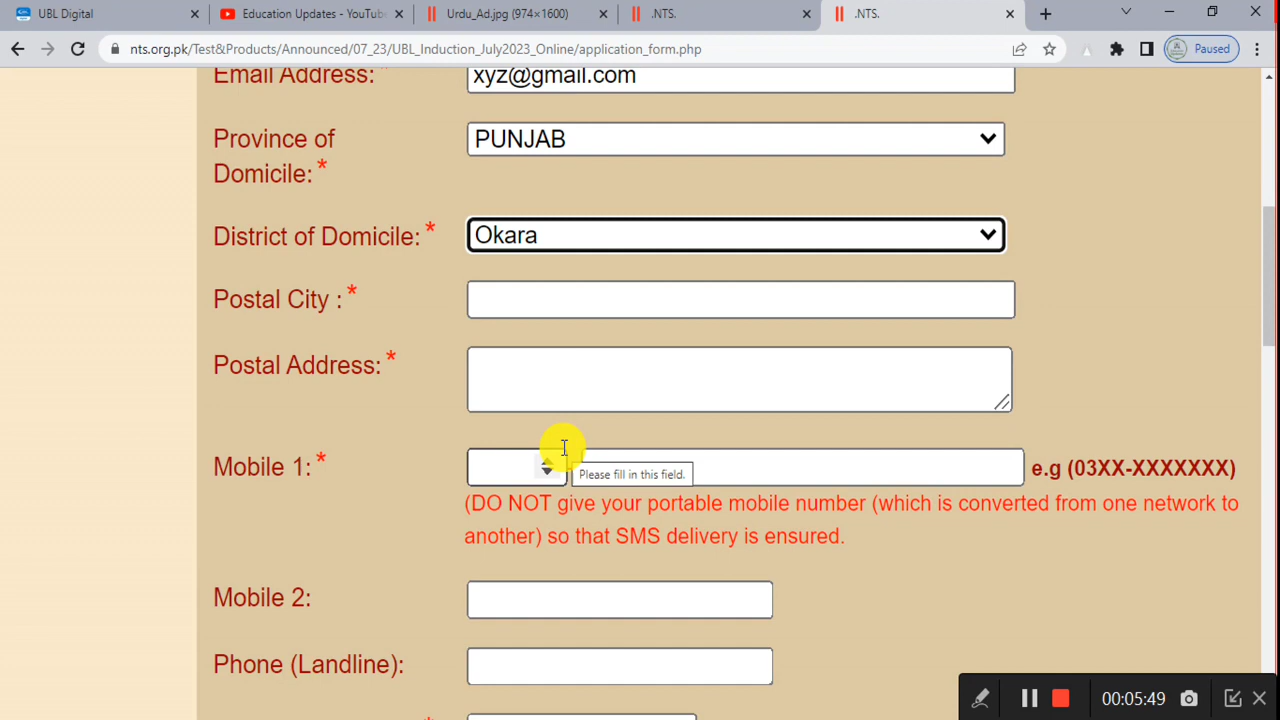 UBL Digital
Education Updates - YouTub
Urdu_Ad.jpg (974×1600)
.NTS.
.NTS.
nts.org.pk/Test&Products/Announced/07_23/UBL_Induction_July2023_Online/application_form.php
Paused
Email Address:*
xyz@gmail.com
Province of
Domicile: *
PUNJAB
District of Domicile: *
Okara
Postal City : *
Postal Address: *
Mobile 1: *
Please fill in this field.
e.g (03XX-XXXXXXX)
(DO NOT give your portable mobile number (which is converted from one network to
another) so that SMS delivery is ensured.
Mobile 2:
Phone (Landline):
*
00:05:49